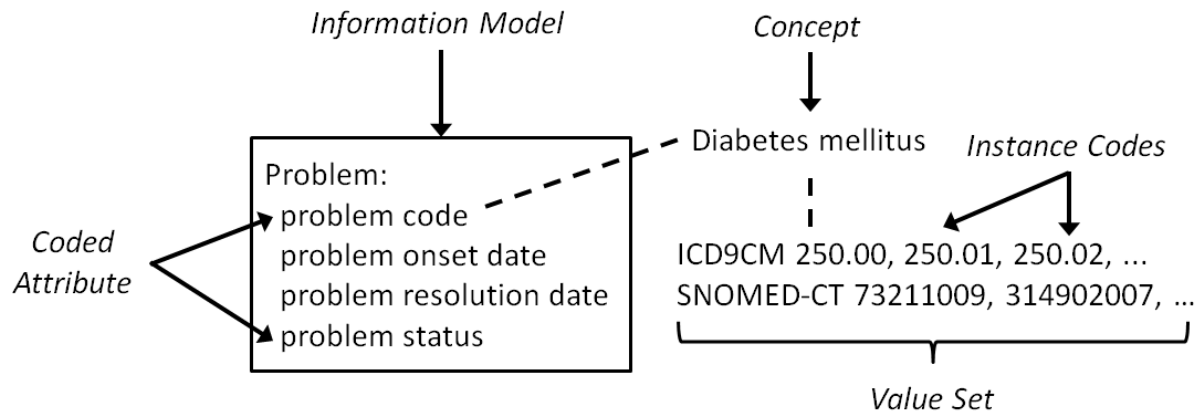 Information Model
Concept
Diabetes mellitus
Instance Codes
Problem:
problem code
problem onset date
problem resolution date
problem status
Coded
Attribute
ICD9CM 250.00, 250.01, 250.02, ...
SNOMED-CT 73211009, 314902007, ...
Value Set